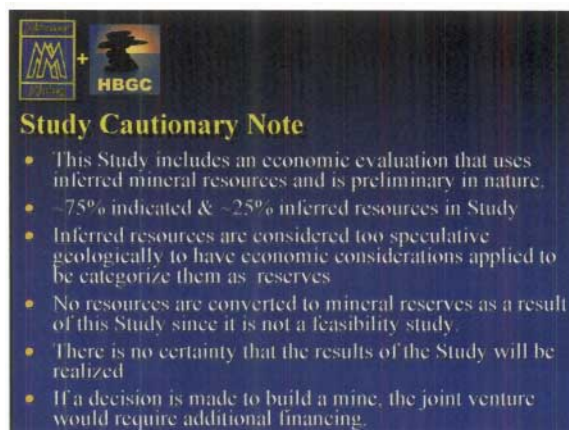 +
HBGC
Study Cautionary Note
• This Study includes an economic evaluation that uses
inferred mineral resources and is preliminary in nature.
• ~75% indicated & ~25% inferred resources in Study
• Inferred resources are considered too speculative
geologically to have economic considerations applied to
be categorize them as reserves
• No resources are converted to mineral reserves as a result
of this Study since it is not a feasibility study.
• There is no certainty that the results of the Study will be
realized
• If a decision is made to build a mine, the joint venture
would require additional financing.